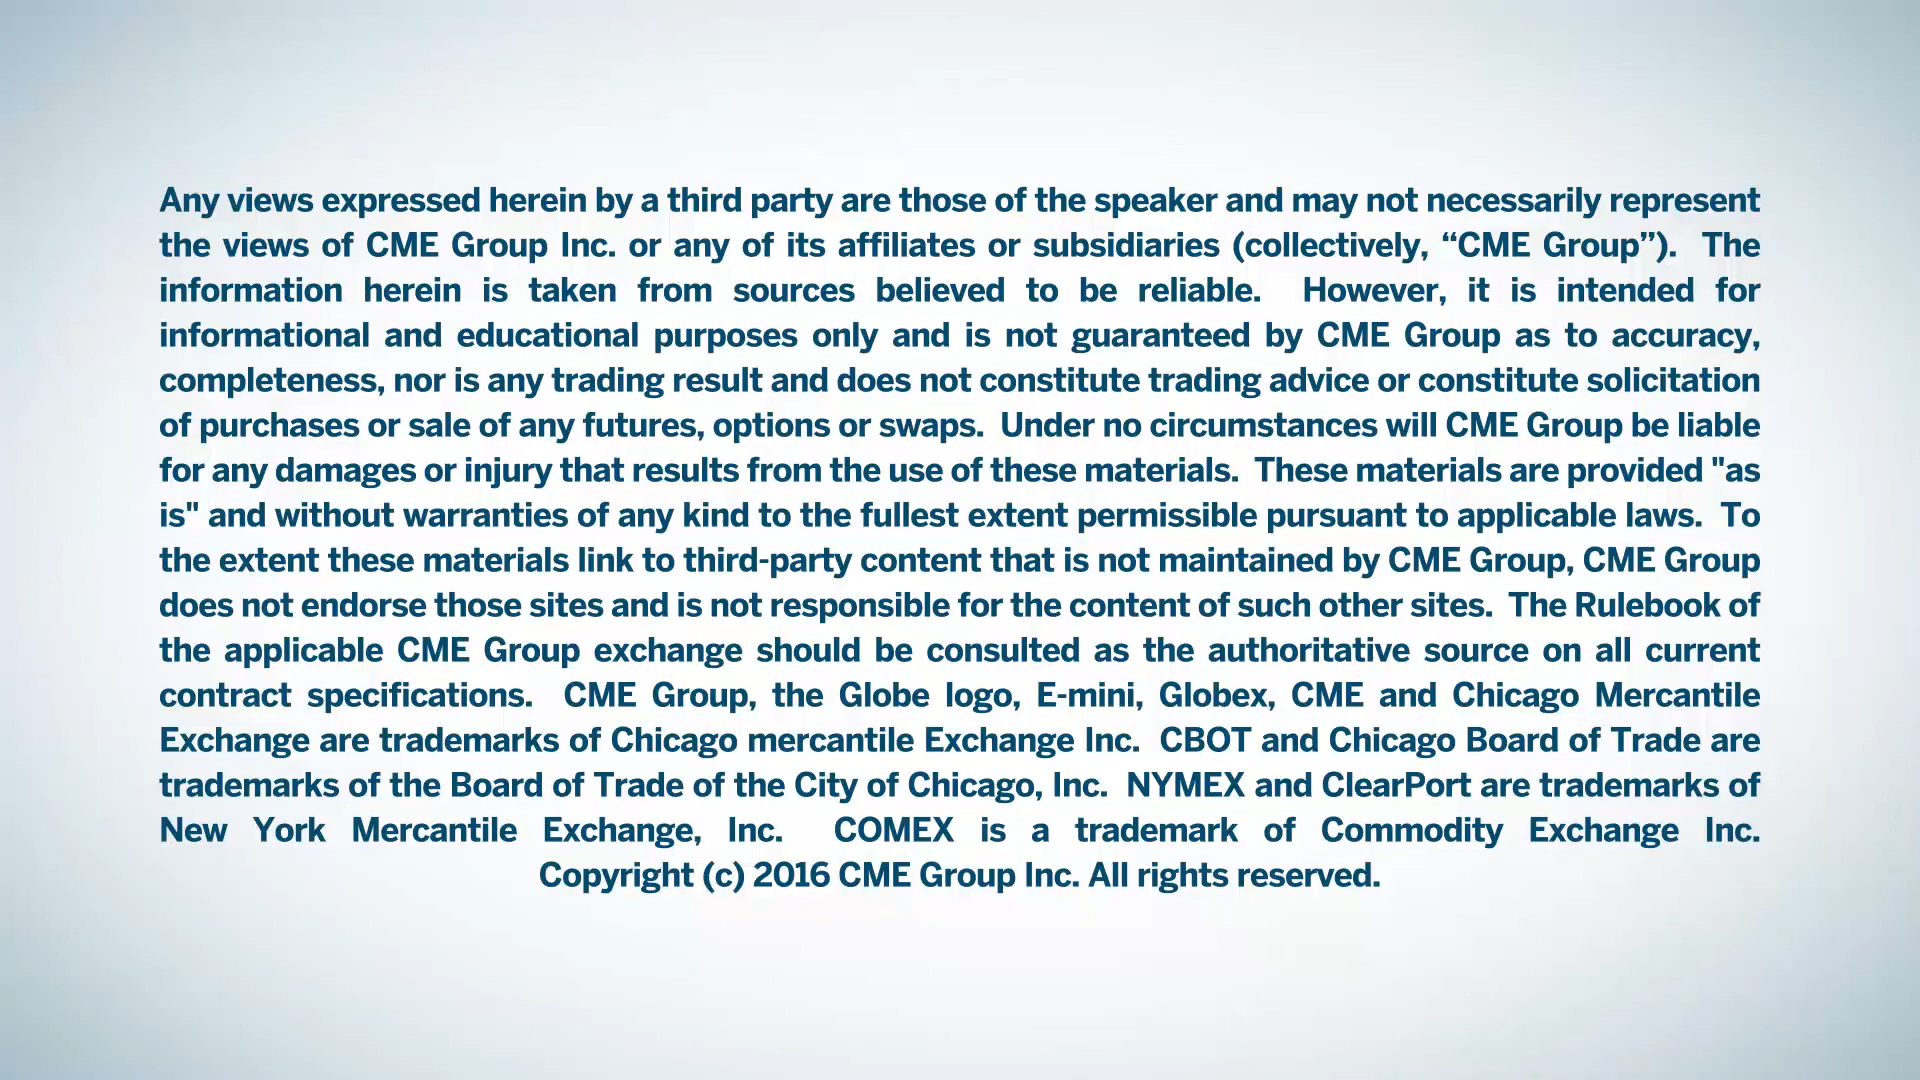 Any views expressed herein by a third party are those of the speaker and may not necessarily represent
the views of CME Group Inc. or any of its affiliates or subsidiaries (collectively, “CME Group”).  The
information herein is taken from sources believed to be reliable.  However, it is intended for
informational and educational purposes only and is not guaranteed by CME Group as to accuracy,
completeness, nor is any trading result and does not constitute trading advice or constitute solicitation
of purchases or sale of any futures, options or swaps.  Under no circumstances will CME Group be liable
for any damages or injury that results from the use of these materials.  These materials are provided "as
is" and without warranties of any kind to the fullest extent permissible pursuant to applicable laws.  To
the extent these materials link to third-party content that is not maintained by CME Group, CME Group
does not endorse those sites and is not responsible for the content of such other sites.  The Rulebook of
the applicable CME Group exchange should be consulted as the authoritative source on all current
contract specifications.  CME Group, the Globe logo, E-mini, Globex, CME and Chicago Mercantile
Exchange are trademarks of Chicago mercantile Exchange Inc.  CBOT and Chicago Board of Trade are
trademarks of the Board of Trade of the City of Chicago, Inc.  NYMEX and ClearPort are trademarks of
New York Mercantile Exchange, Inc.  COMEX is a trademark of Commodity Exchange Inc.
Copyright (c) 2016 CME Group Inc. All rights reserved.